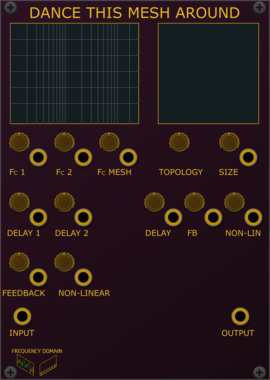 DANCE THIS MESH AROUND
Fc 1 Fc 2 Fc MESH TOPOLOGY SIZE
DELAY 1 DELAY 2 DELAY FB NON-LIN
FEEDBACK NON-LINEAR
INPUT OUTPUT
FREQUENCY DOMAIN